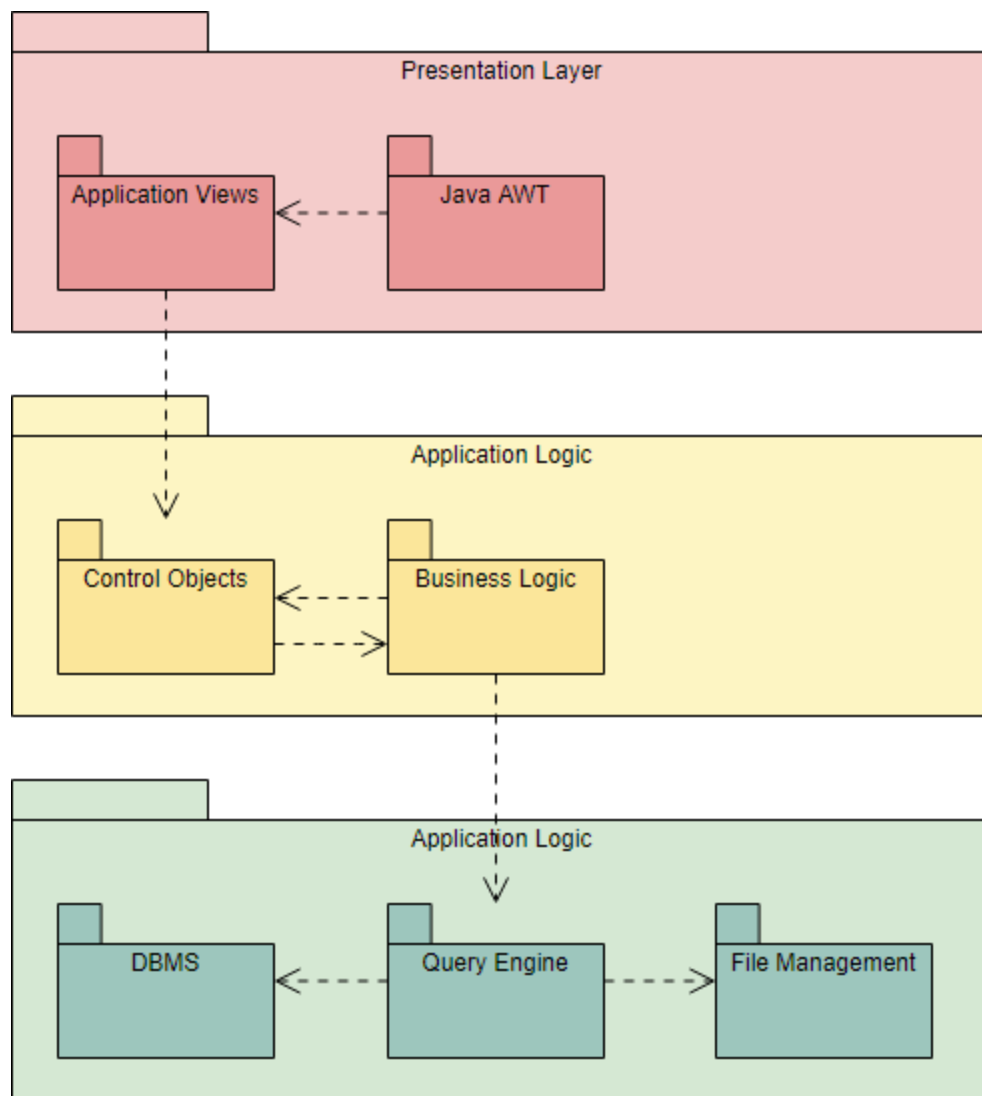 Presentation Layer
Application Views
Java AWT
Application Logic
Control Objects
Business Logic
Application Logic
DBMS
Query Engine
File Management